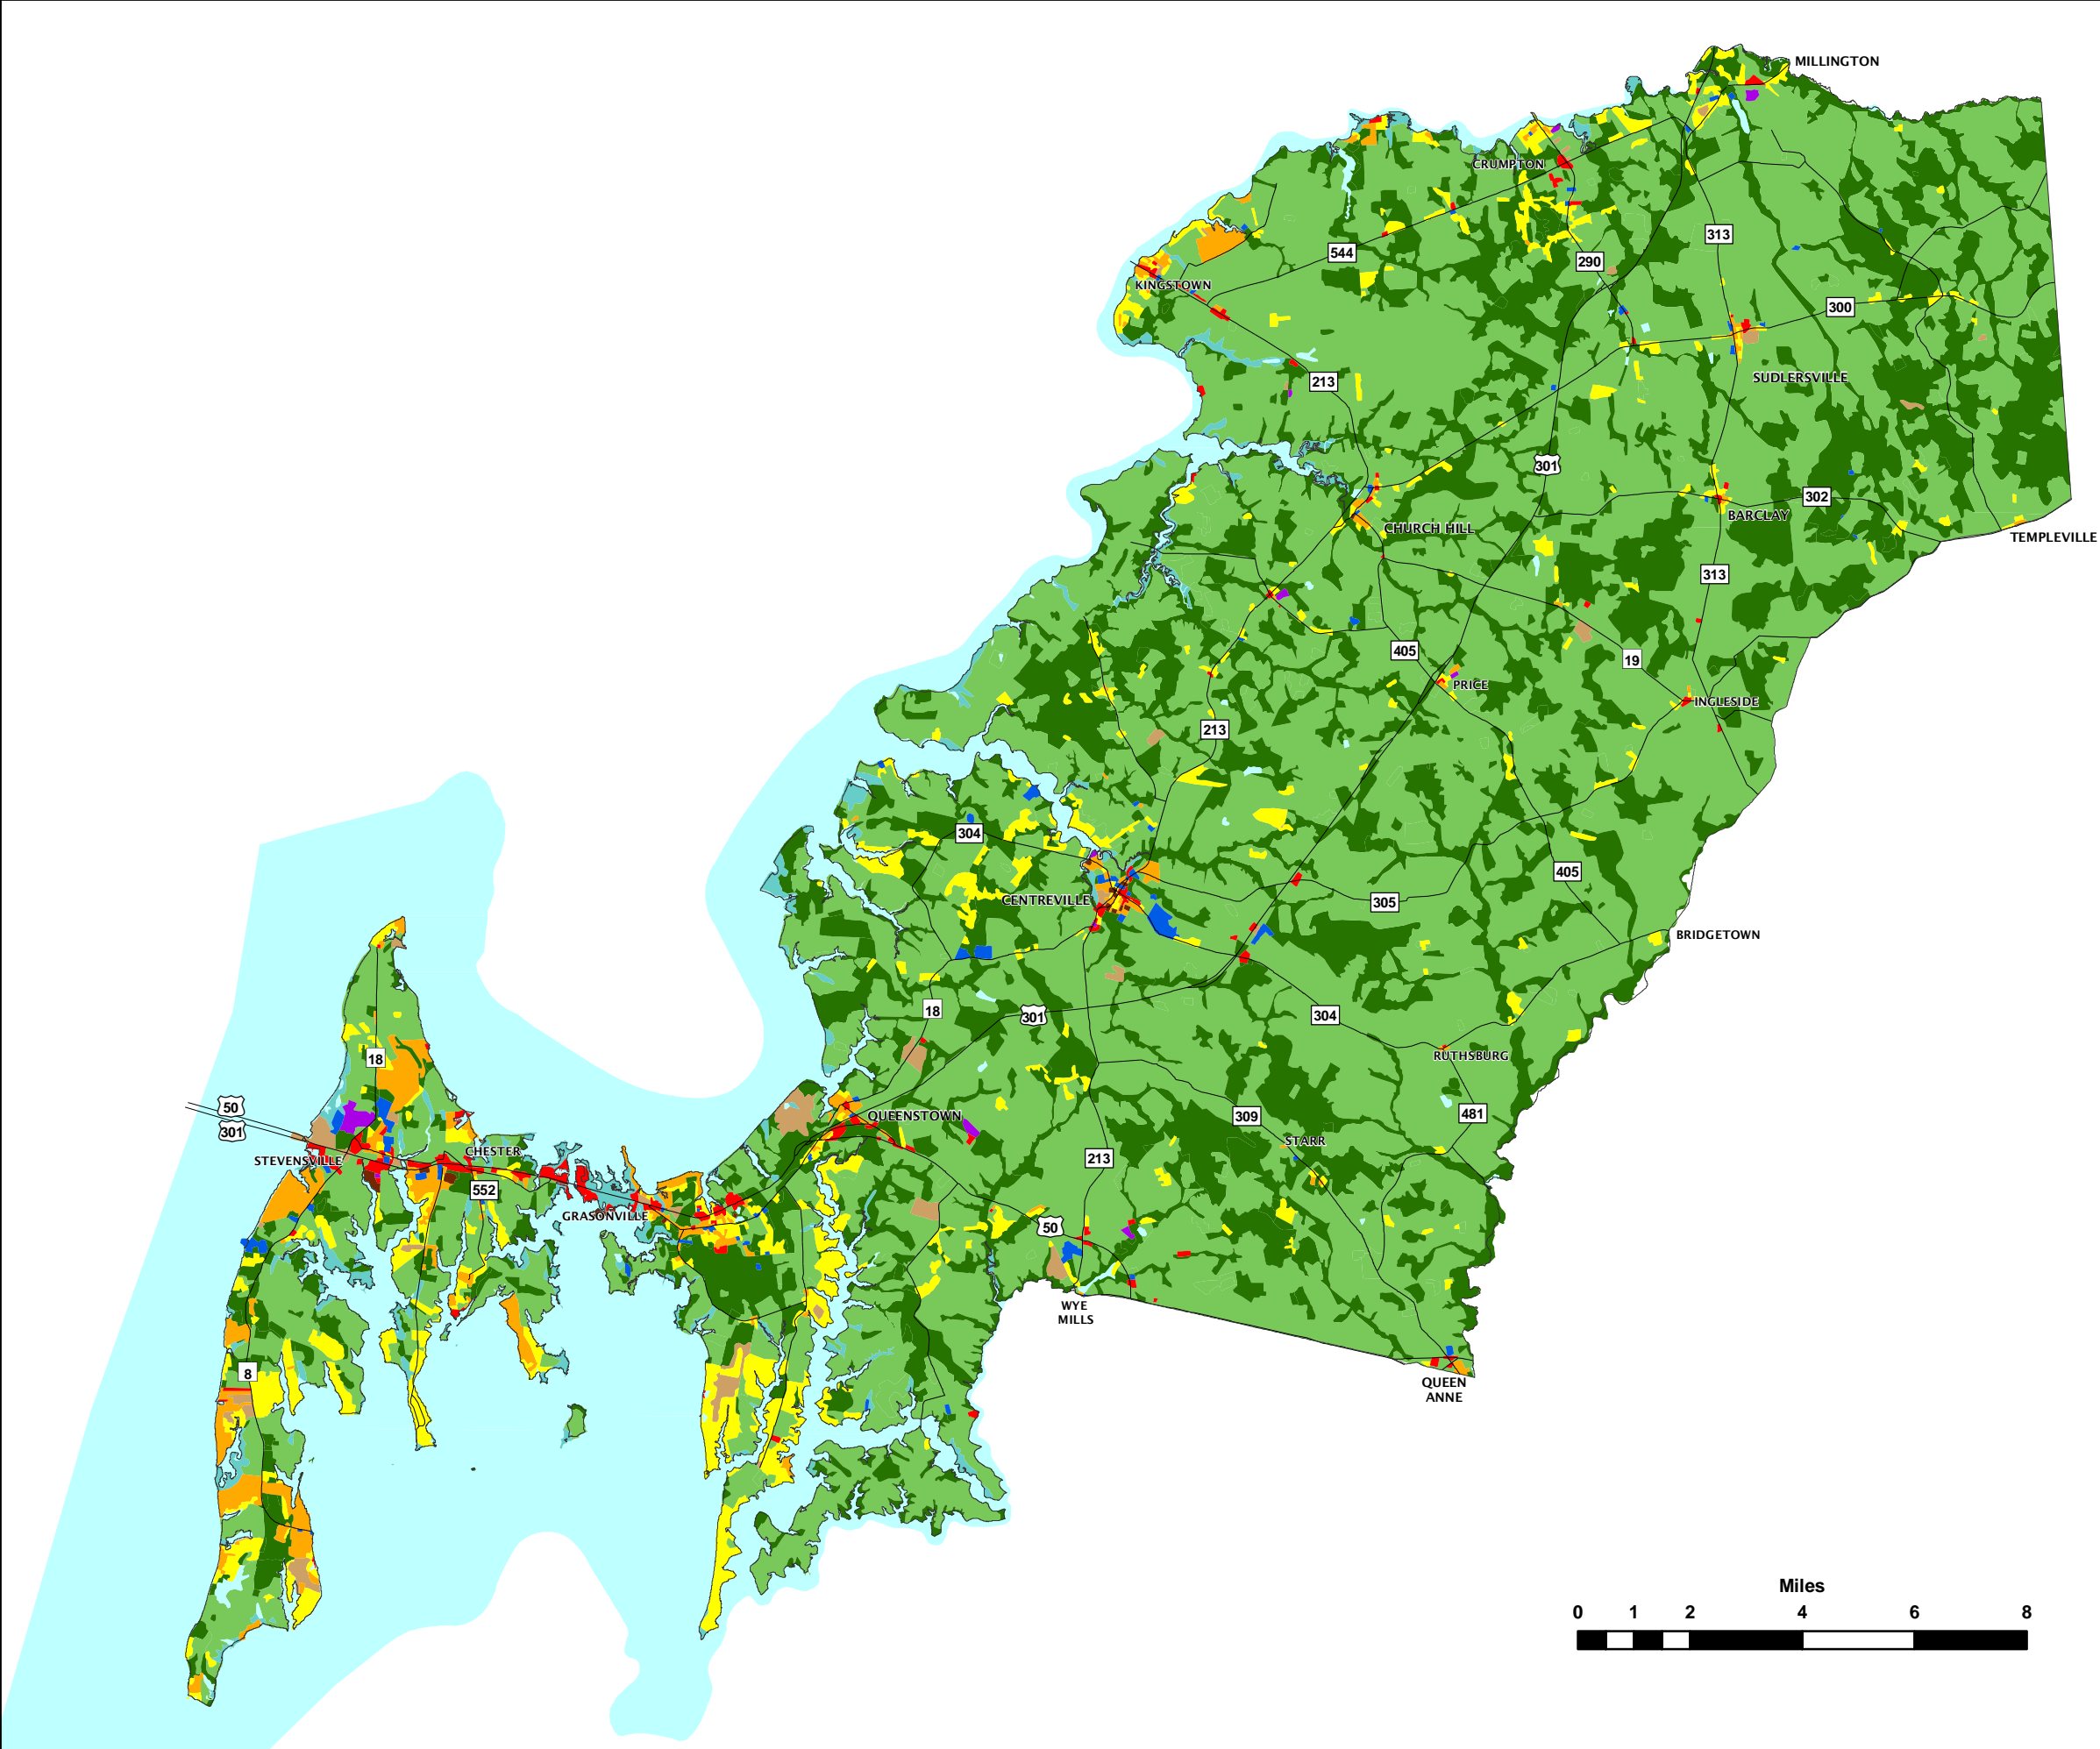 MILLINGTON
CRUMPTON
313
544
290
KINGSTOWN
300
213
SUDLERSVILLE
301
302
BARCLAY
CHURCH HILL
TEMPLEVILLE
313
405
19
PRICE
INGLESIDE
213
304
405
CENTREVILLE
305
BRIDGETOWN
18
301
304
18
RUTHSBURG
50
301
QUEENSTOWN
309
481
STARR
CHESTER
STEVENSVILLE
213
552
GRASONVILLE
50
WYE
MILLS
8
QUEEN
ANNE
Miles
0 1 2 4 6 8